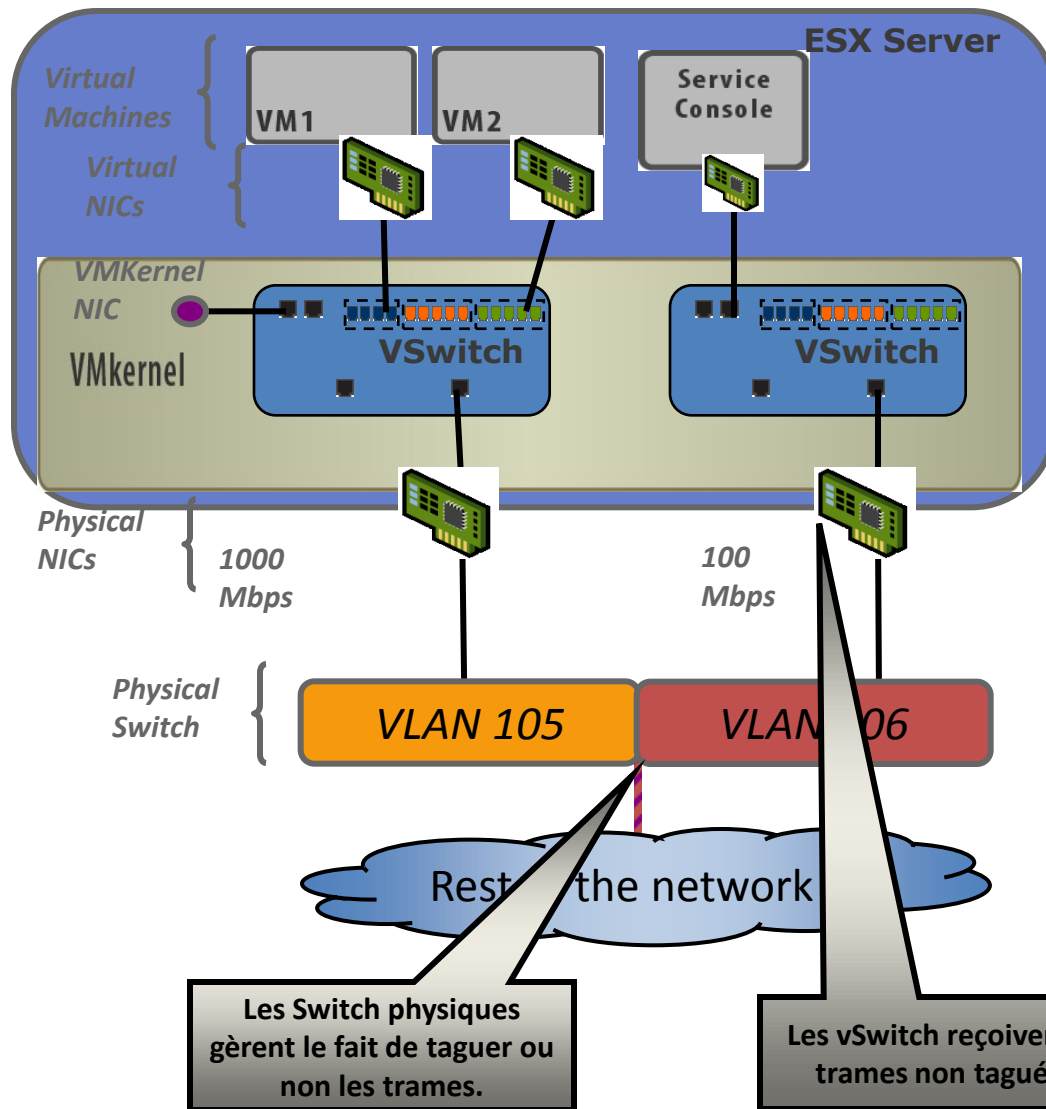 ESX Server
Virtual
Machines
VM1
VM2
Service
Console
Virtual
NICs
VMKernel
NIC
VMkernel
VSwitch
VSwitch
Physical
NICs
1000
Mbps
100
Mbps
Physical
Switch
VLAN 105
VLAN 06
Rest the network
Les Switch physiques
gèrent le fait de taguer ou
non les trames.
Les vSwitch
trames non